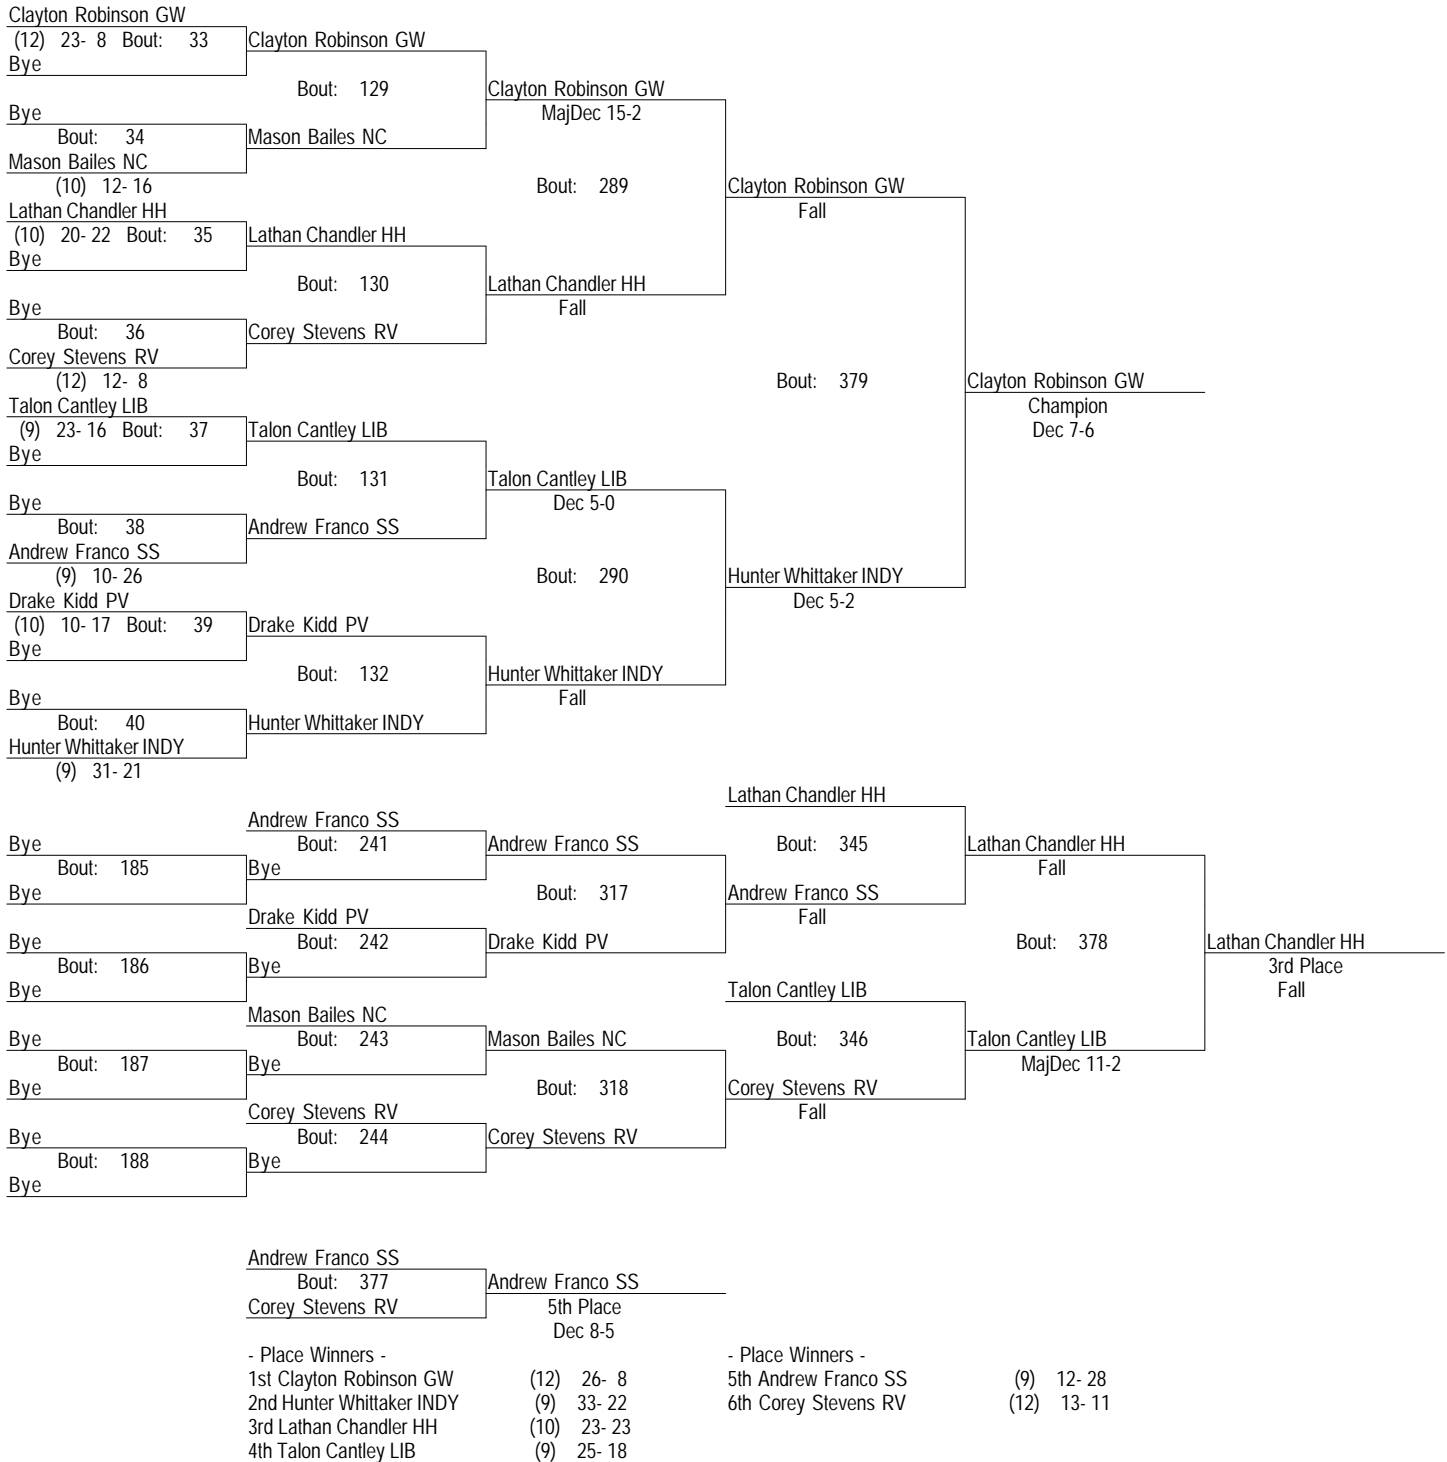 Clayton Robinson GW
(12) 23- 8 Bout: 33 Clayton Robinson GW
Bye
Bout: 129 Clayton Robinson GW
Bye MajDec 15-2
Bout: 34 Mason Bailes NC
Mason Bailes NC
(10) 12- 16 Bout: 289 Clayton Robinson GW
Lathan Chandler HH Fall
(10) 20- 22 Bout: 35 Lathan Chandler HH
Bye
Bout: 130 Lathan Chandler HH
Bye Fall
Bout: 36 Corey Stevens RV
Corey Stevens RV
(12) 12- 8 Bout: 379 Clayton Robinson GW
Talon Cantley LIB Champion
(9) 23- 16 Bout: 37 Talon Cantley LIB Dec 7-6
Bye
Bout: 131 Talon Cantley LIB
Bye Dec 5-0
Bout: 38 Andrew Franco SS
Andrew Franco SS
(9) 10- 26 Bout: 290 Hunter Whittaker INDY
Drake Kidd PV Dec 5-2
(10) 10- 17 Bout: 39 Drake Kidd PV
Bye
Bout: 132 Hunter Whittaker INDY
Bye Fall
Bout: 40 Hunter Whittaker INDY
Hunter Whittaker INDY
(9) 31- 21
Lathan Chandler HH
Andrew Franco SS
Bye Bout: 241 Andrew Franco SS Bout: 345 Lathan Chandler HH
Bout: 185 Bye Fall
Bye Bout: 317 Andrew Franco SS
Drake Kidd PV Fall
Bye Bout: 242 Drake Kidd PV Bout: 378 Lathan Chandler HH
Bout: 186 Bye 3rd Place
Bye Talon Cantley LIB Fall
Mason Bailes NC
Bye Bout: 243 Mason Bailes NC Bout: 346 Talon Cantley LIB
Bout: 187 Bye MajDec 11-2
Bye Bout: 318 Corey Stevens RV
Corey Stevens RV Fall
Bye Bout: 244 Corey Stevens RV
Bout: 188 Bye
Bye
Andrew Franco SS
Bout: 377 Andrew Franco SS
Corey Stevens RV 5th Place
Dec 8-5
- Place Winners - - Place Winners -
1st Clayton Robinson GW (12) 26- 8 5th Andrew Franco SS (9) 12- 28
2nd Hunter Whittaker INDY (9) 33- 22 6th Corey Stevens RV (12) 13- 11
3rd Lathan Chandler HH (10) 23- 23
4th Talon Cantley LIB (9) 25- 18